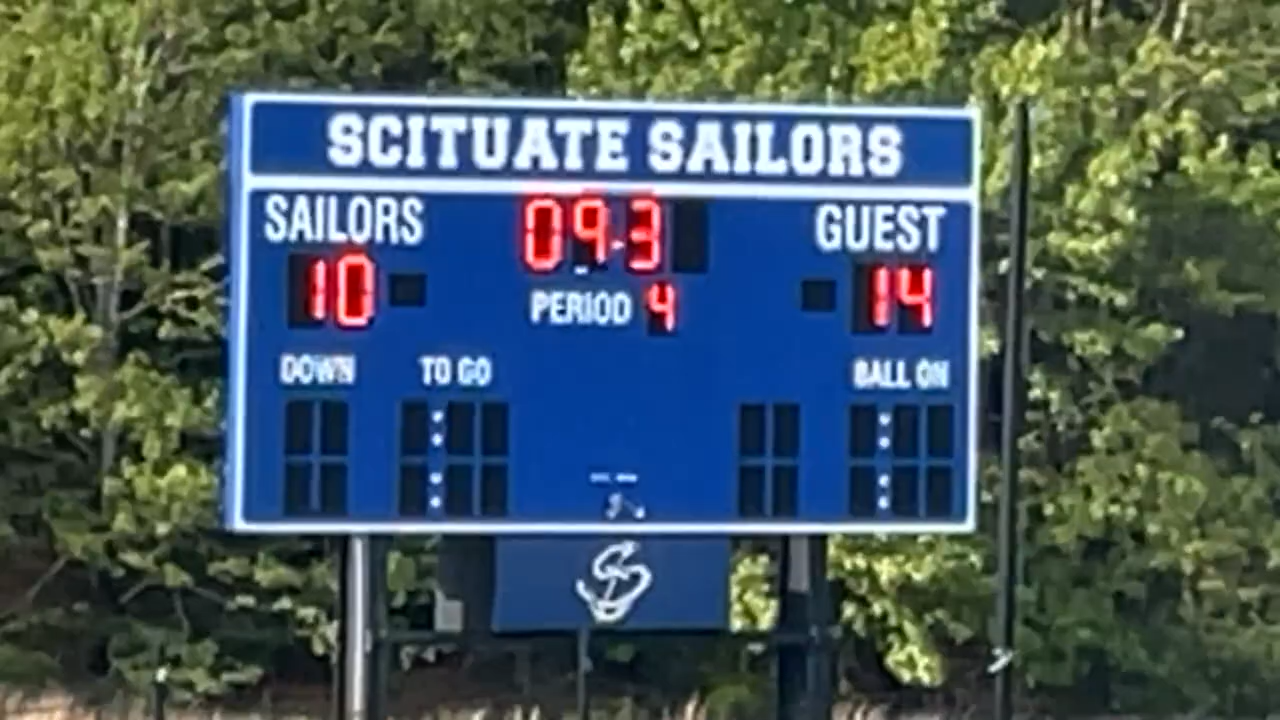 SCITUATE SAILORS
SAILORS 09.3 GUEST
10 PERIOD 4 14
DOWN TO GO BALL ON
S